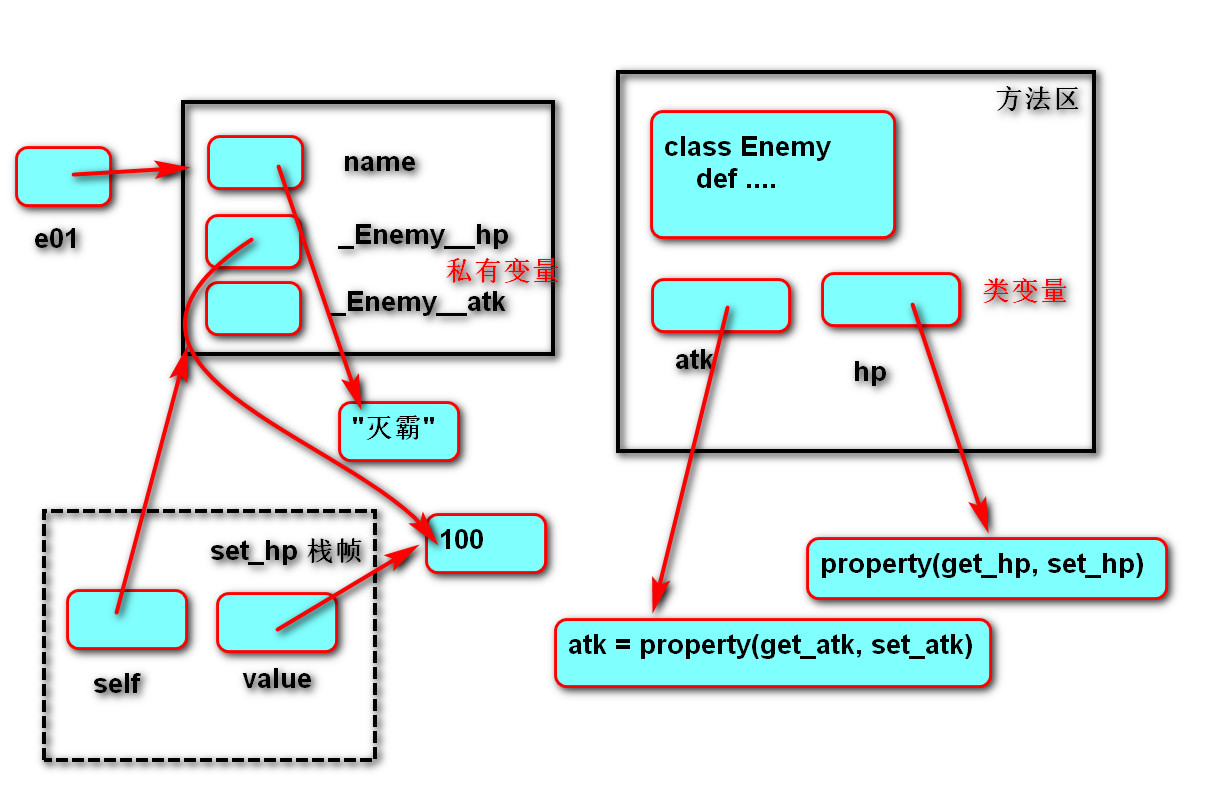 e01
name
_Enemy__hp
私有变量
_Enemy__atk
"灭霸"
set_hp 栈帧
self
value
100
方法区
class Enemy
def ....
atk
hp
类变量
property(get_hp, set_hp)
atk = property(get_atk, set_atk)